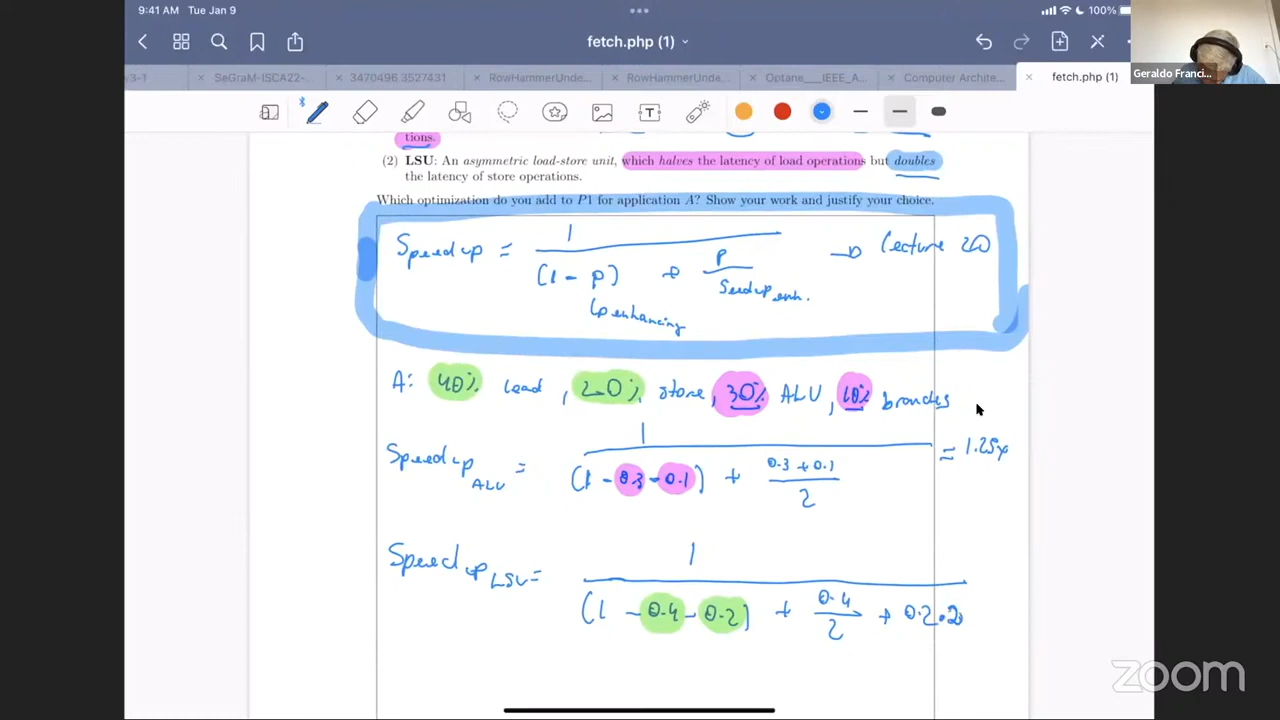 9:41 AM Tue Jan 9
100%
fetch.php (1)
Geraldo Franci...
v3-1
SeGraM-ISCA22-...
3470496.3527431
RowHammerUnde...
RowHammerUnde...
Optane___IEEE_A...
Computer Archite...
fetch.php (1)
tions.
(2) LSU: An asymmetric load-store unit, which halves the latency of load operations but doubles
the latency of store operations.
Which optimization do you add to P1 for application A? Show your work and justify your choice.
Speedup = 1 / ((1 - p) + p / Seedup enh.) → lecture 20
↳ enhancing
A: 40% load, 20% store, 30% ALU, 10% branches
Speedup ALU = 1 / ((1 - 0.3 - 0.1) + (0.3 + 0.1) / 2) = 1.25x
Speedup LSU = 1 / ((1 - 0.4 - 0.2) + 0.4 / 2 + 0.2 • 2)
zoom